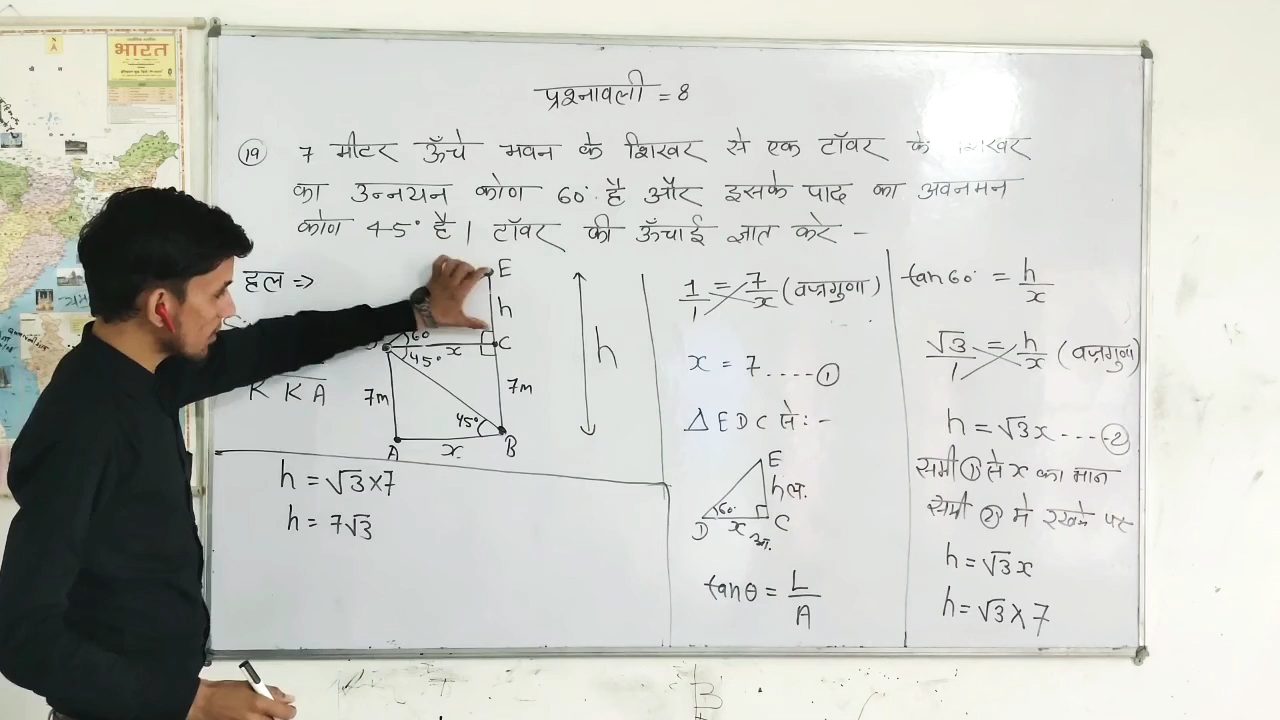 भारत
प्रश्नावली = 8
(19) 7 मीटर ऊँचे भवन के शिखर से एक टॉवर के शिखर
का उन्नयन कोण 60° है और इसके पाद का अवनमन
कोण 45° है। टॉवर की ऊँचाई ज्ञात करे -
हल =>
K K A
E
h
60
x
C
45°
7m
7m
45°
A
x
B
h
h = √3 x 7
h = 7√3
1/1 = 7/x (वज्रगुणा)
x = 7 .....(1)
△ EDC से :-
E
h ल.
60°
D
x
C
आ.
tanθ = L/A
tan60° = h/x
√3/1 = h/x (वज्रगुणा)
h = √3x ....(2)
समी (1) से x का मान
समी (2) मे रखने पर
h = √3x
h = √3 x 7